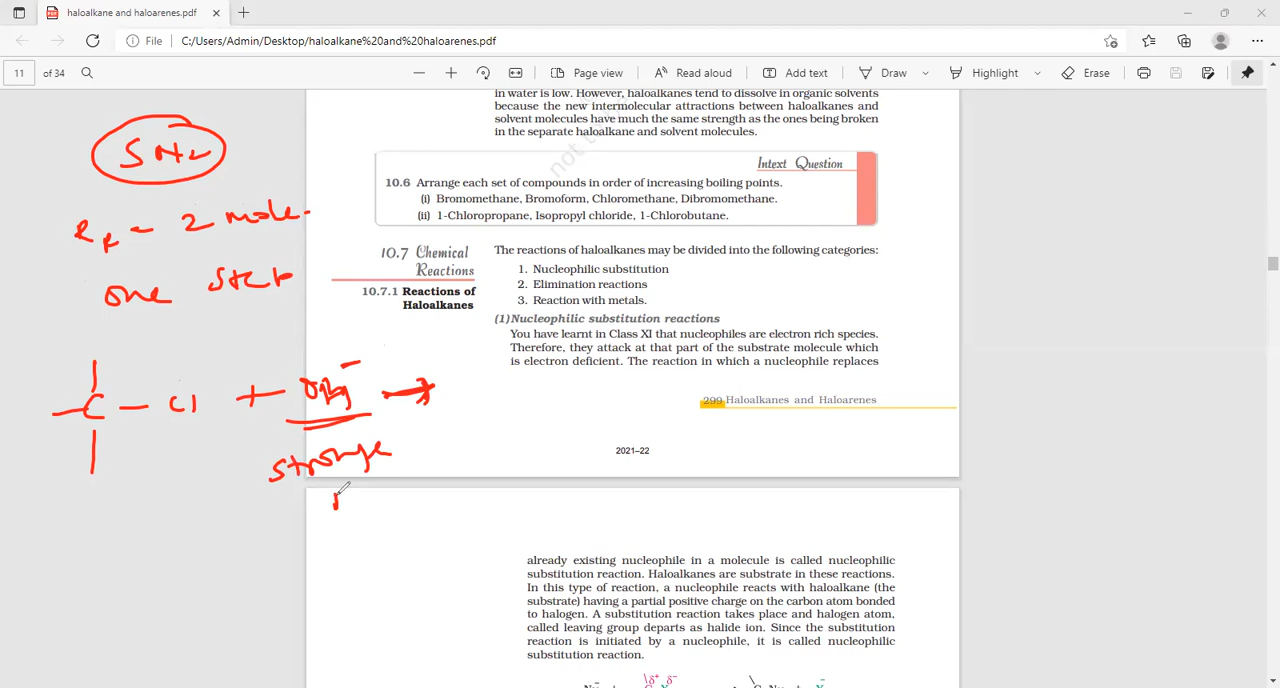 haloalkane and haloarenes.pdf
File C:/Users/Admin/Desktop/haloalkane%20and%20haloarenes.pdf
11 of 34 Page view Read aloud Add text Draw Highlight Erase
in water is low. However, haloalkanes tend to dissolve in organic solvents
because the new intermolecular attractions between haloalkanes and
solvent molecules have much the same strength as the ones being broken
in the separate haloalkane and solvent molecules.
not
Intext Question
10.6 Arrange each set of compounds in order of increasing boiling points.
(i) Bromomethane, Bromoform, Chloromethane, Dibromomethane.
(ii) 1-Chloropropane, Isopropyl chloride, 1-Chlorobutane.
10.7 Chemical
Reactions
10.7.1 Reactions of
Haloalkanes
The reactions of haloalkanes may be divided into the following categories:
1. Nucleophilic substitution
2. Elimination reactions
3. Reaction with metals.
(1)Nucleophilic substitution reactions
You have learnt in Class XI that nucleophiles are electron rich species.
Therefore, they attack at that part of the substrate molecule which
is electron deficient. The reaction in which a nucleophile replaces
299 Haloalkanes and Haloarenes
2021–22
already existing nucleophile in a molecule is called nucleophilic
substitution reaction. Haloalkanes are substrate in these reactions.
In this type of reaction, a nucleophile reacts with haloalkane (the
substrate) having a partial positive charge on the carbon atom bonded
to halogen. A substitution reaction takes place and halogen atom,
called leaving group departs as halide ion. Since the substitution
reaction is initiated by a nucleophile, it is called nucleophilic
substitution reaction.
SN2
2 mole
one step
C – Cl +